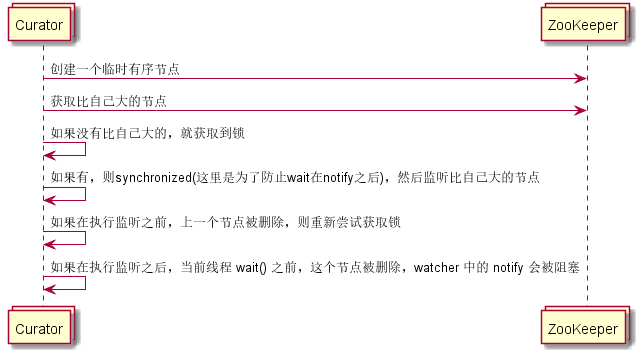 Curator
ZooKeeper
创建一个临时有序节点
获取比自己大的节点
如果没有比自己大的，就获取到锁
如果有，则synchronized(这里是为了防止wait在notify之后)，然后监听比自己大的节点
如果在执行监听之前，上一个节点被删除，则重新尝试获取锁
如果在执行监听之后，当前线程 wait() 之前，这个节点被删除，watcher 中的 notify 会被阻塞
Curator
ZooKeeper